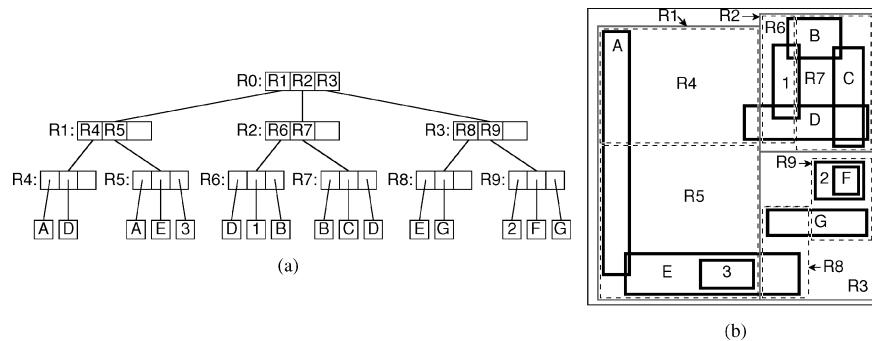 R0: R1 R2 R3
R1: R4 R5 R2: R6 R7 R3: R8 R9
R4: R5: R6: R7: R8: R9:
A D A E 3 D 1 B B C D E G 2 F G
(a)
R1 R2
A R6 B
R4 1 R7 C
D
R9 2 F
R5
G
E 3 R8
R3
(b)